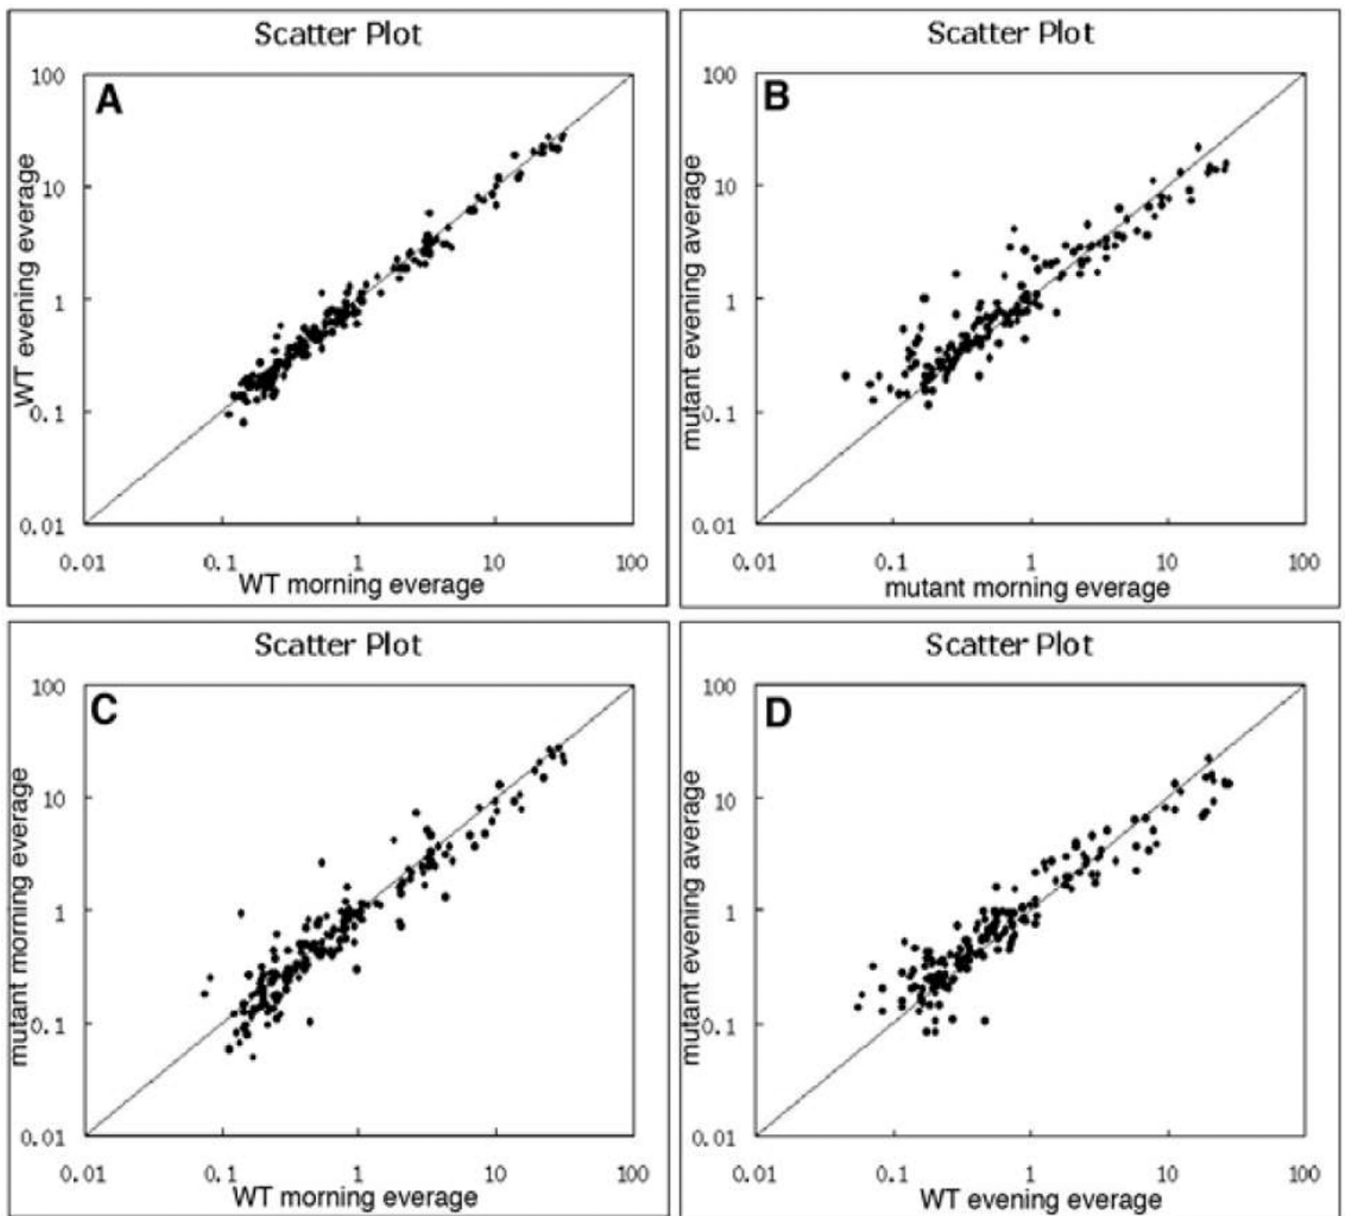 Scatter Plot
A
WT evening everage
100
10
1
0.1
0.01
0.01 0.1 1 10 100
WT morning everage
Scatter Plot
B
mutant evening average
100
10
1
0.1
0.01
0.01 0.1 1 10 100
mutant morning everage
Scatter Plot
C
mutant morning everage
100
10
1
0.1
0.01
0.01 0.1 1 10 100
WT morning everage
Scatter Plot
D
mutant evening average
100
10
1
0.1
0.01
0.01 0.1 1 10 100
WT evening everage